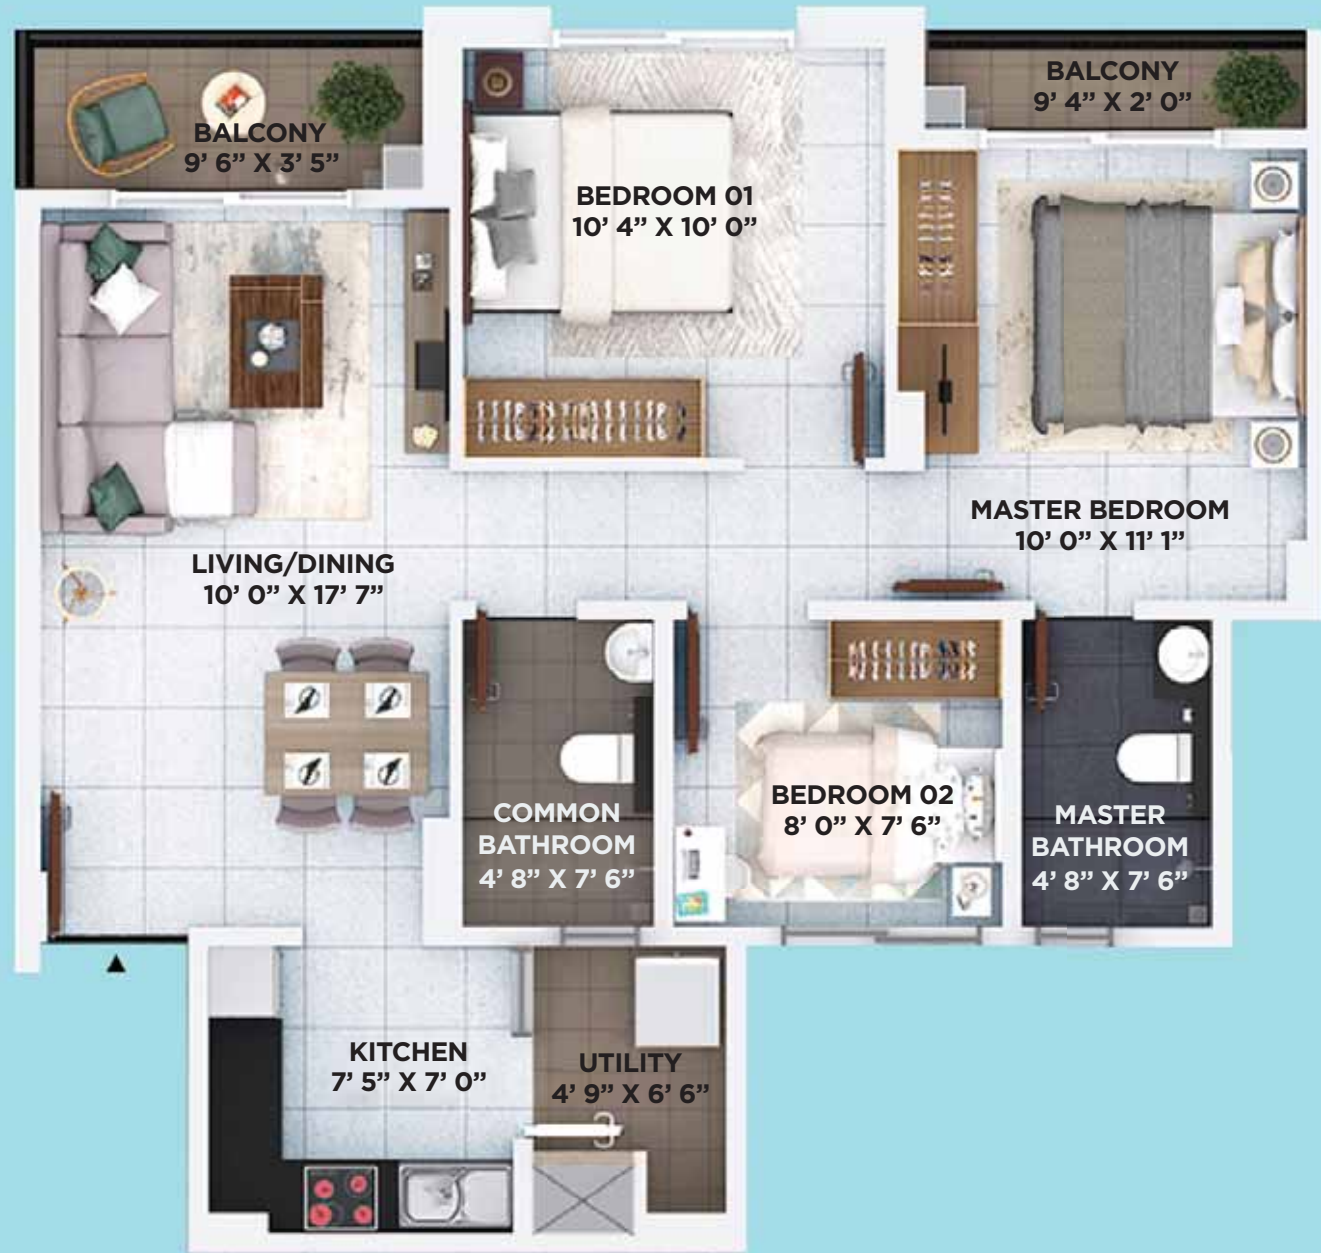 BALCONY
9’ 6” X 3’ 5”
BEDROOM 01
10’ 4” X 10’ 0”
BALCONY
9’ 4” X 2’ 0”
LIVING/DINING
10’ 0” X 17’ 7”
MASTER BEDROOM
10’ 0” X 11’ 1”
COMMON
BATHROOM
4’ 8” X 7’ 6”
BEDROOM 02
8’ 0” X 7’ 6”
MASTER
BATHROOM
4’ 8” X 7’ 6”
KITCHEN
7’ 5” X 7’ 0”
UTILITY
4’ 9” X 6’ 6”